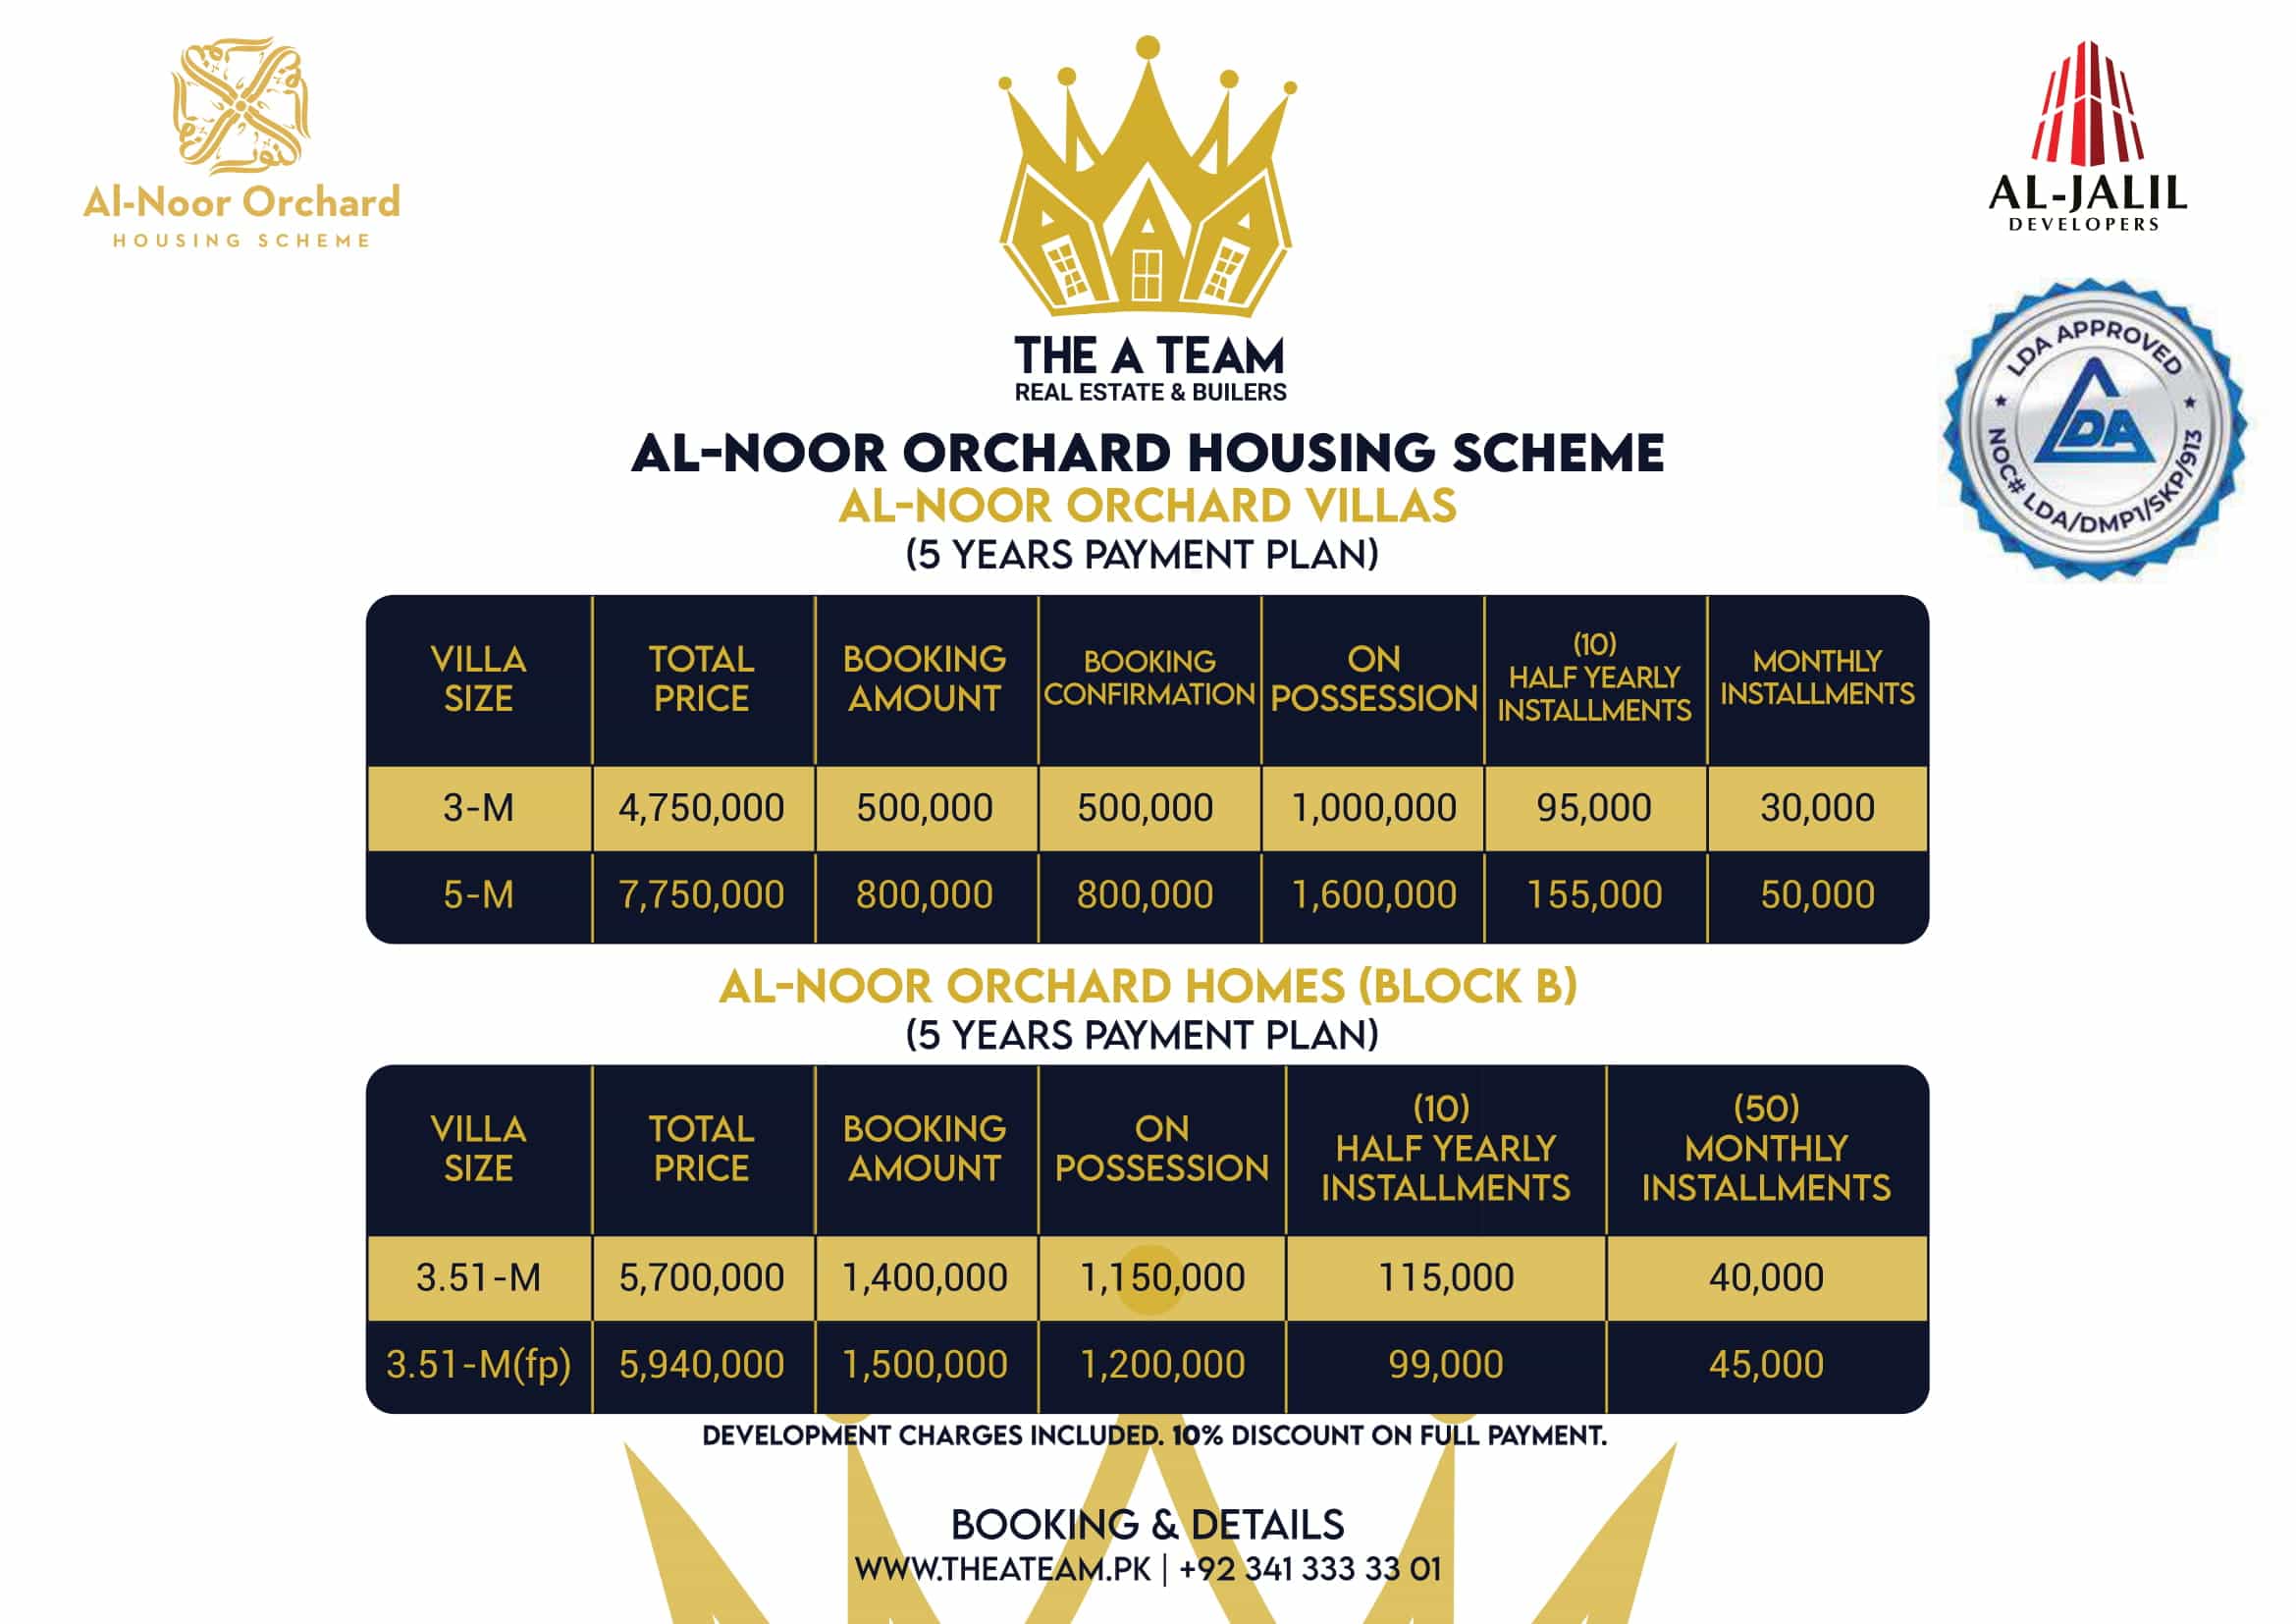 Al-Noor Orchard
HOUSING SCHEME
THE A TEAM
REAL ESTATE & BUILERS
AL-JALIL
DEVELOPERS
LDA APPROVED
LDA
NOC# LDA/DMP1/SKP/913
AL-NOOR ORCHARD HOUSING SCHEME
AL-NOOR ORCHARD VILLAS
(5 YEARS PAYMENT PLAN)
VILLA SIZE TOTAL PRICE BOOKING AMOUNT BOOKING CONFIRMATION ON POSSESSION (10) HALF YEARLY INSTALLMENTS MONTHLY INSTALLMENTS
3-M 4,750,000 500,000 500,000 1,000,000 95,000 30,000
5-M 7,750,000 800,000 800,000 1,600,000 155,000 50,000
AL-NOOR ORCHARD HOMES (BLOCK B)
(5 YEARS PAYMENT PLAN)
VILLA SIZE TOTAL PRICE BOOKING AMOUNT ON POSSESSION (10) HALF YEARLY INSTALLMENTS (50) MONTHLY INSTALLMENTS
3.51-M 5,700,000 1,400,000 1,150,000 115,000 40,000
3.51-M(fp) 5,940,000 1,500,000 1,200,000 99,000 45,000
DEVELOPMENT CHARGES INCLUDED. 10% DISCOUNT ON FULL PAYMENT.
BOOKING & DETAILS
WWW.THEATEAM.PK | +92 341 333 33 01